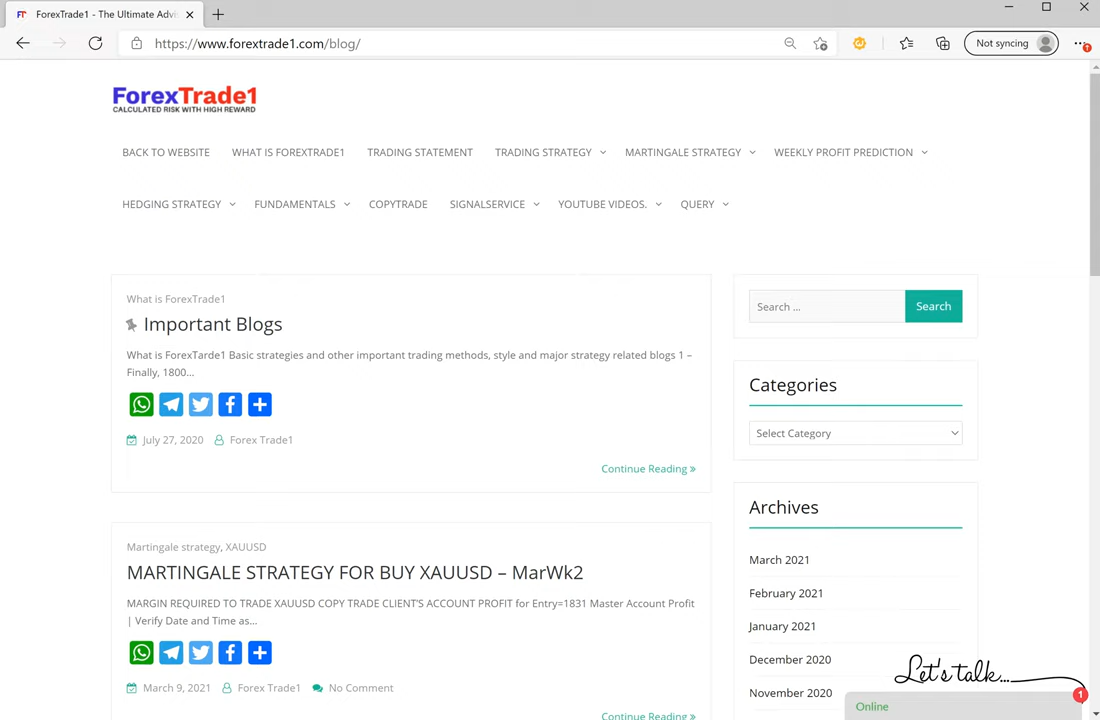 ForexTrade1 - The Ultimate Advi
https://www.forextrade1.com/blog/
Not syncing
ForexTrade1
CALCULATED RISK WITH HIGH REWARD
BACK TO WEBSITE WHAT IS FOREXTRADE1 TRADING STATEMENT TRADING STRATEGY MARTINGALE STRATEGY WEEKLY PROFIT PREDICTION
HEDGING STRATEGY FUNDAMENTALS COPYTRADE SIGNALSERVICE YOUTUBE VIDEOS. QUERY
What is ForexTrade1
Important Blogs
What is ForexTarde1 Basic strategies and other important trading methods, style and major strategy related blogs 1 –
Finally, 1800...
July 27, 2020 Forex Trade1
Continue Reading »
Martingale strategy, XAUUSD
MARTINGALE STRATEGY FOR BUY XAUUSD – MarWk2
MARGIN REQUIRED TO TRADE XAUUSD COPY TRADE CLIENT'S ACCOUNT PROFIT for Entry=1831 Master Account Profit
| Verify Date and Time as...
March 9, 2021 Forex Trade1 No Comment
Continue Reading »
Search ... Search
Categories
Select Category
Archives
March 2021
February 2021
January 2021
December 2020
November 2020
Let's talk...
1
Online